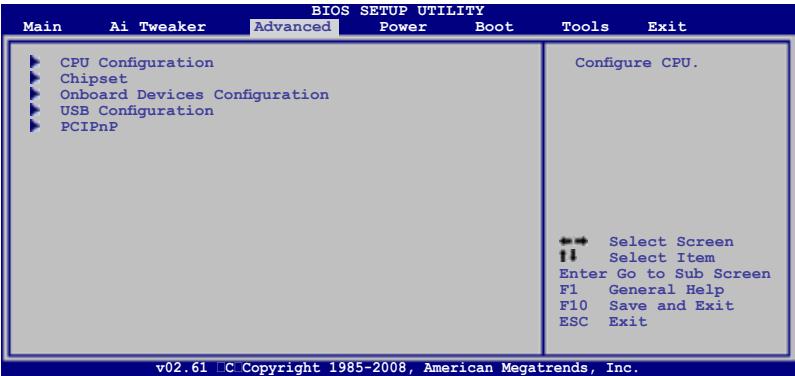 BIOS SETUP UTILITY
Main Ai Tweaker Advanced Power Boot Tools Exit
CPU Configuration
Chipset
Onboard Devices Configuration
USB Configuration
PCIPnP
Configure CPU.
←→ Select Screen
↑↓ Select Item
Enter Go to Sub Screen
F1 General Help
F10 Save and Exit
ESC Exit
v02.61 □C□Copyright 1985-2008, American Megatrends, Inc.